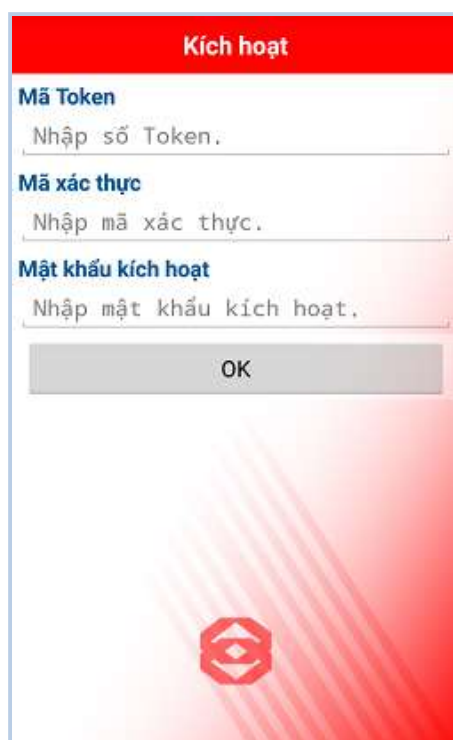 Kích hoạt
Mã Token
Nhập số Token.
Mã xác thực
Nhập mã xác thực.
Mật khẩu kích hoạt
Nhập mật khẩu kích hoạt.
OK